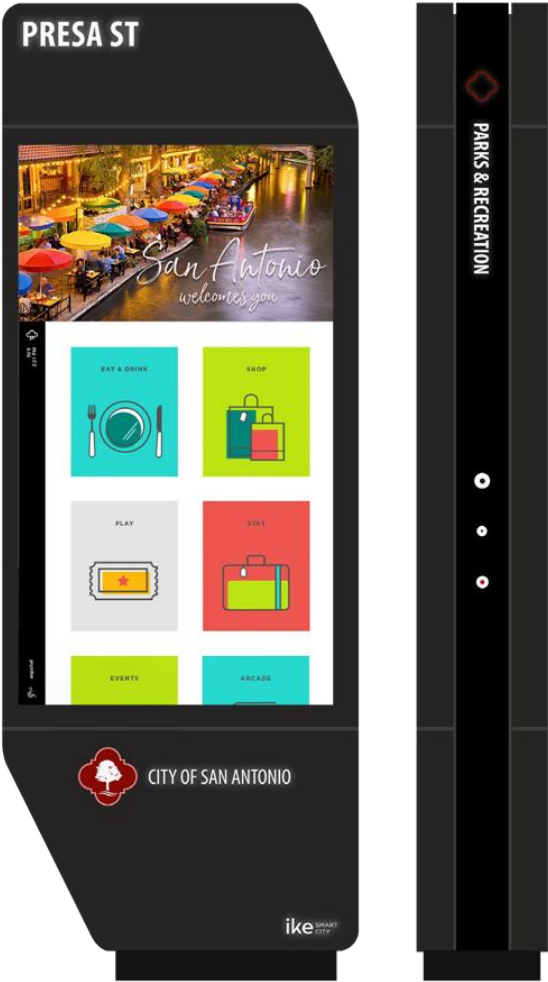 PRESA ST
San Antonio
welcomes you
EAT & DRINK
SHOP
PLAY
STAY
EVENTS
ARCADE
CITY OF SAN ANTONIO
ike SMART
CITY
PARKS & RECREATION